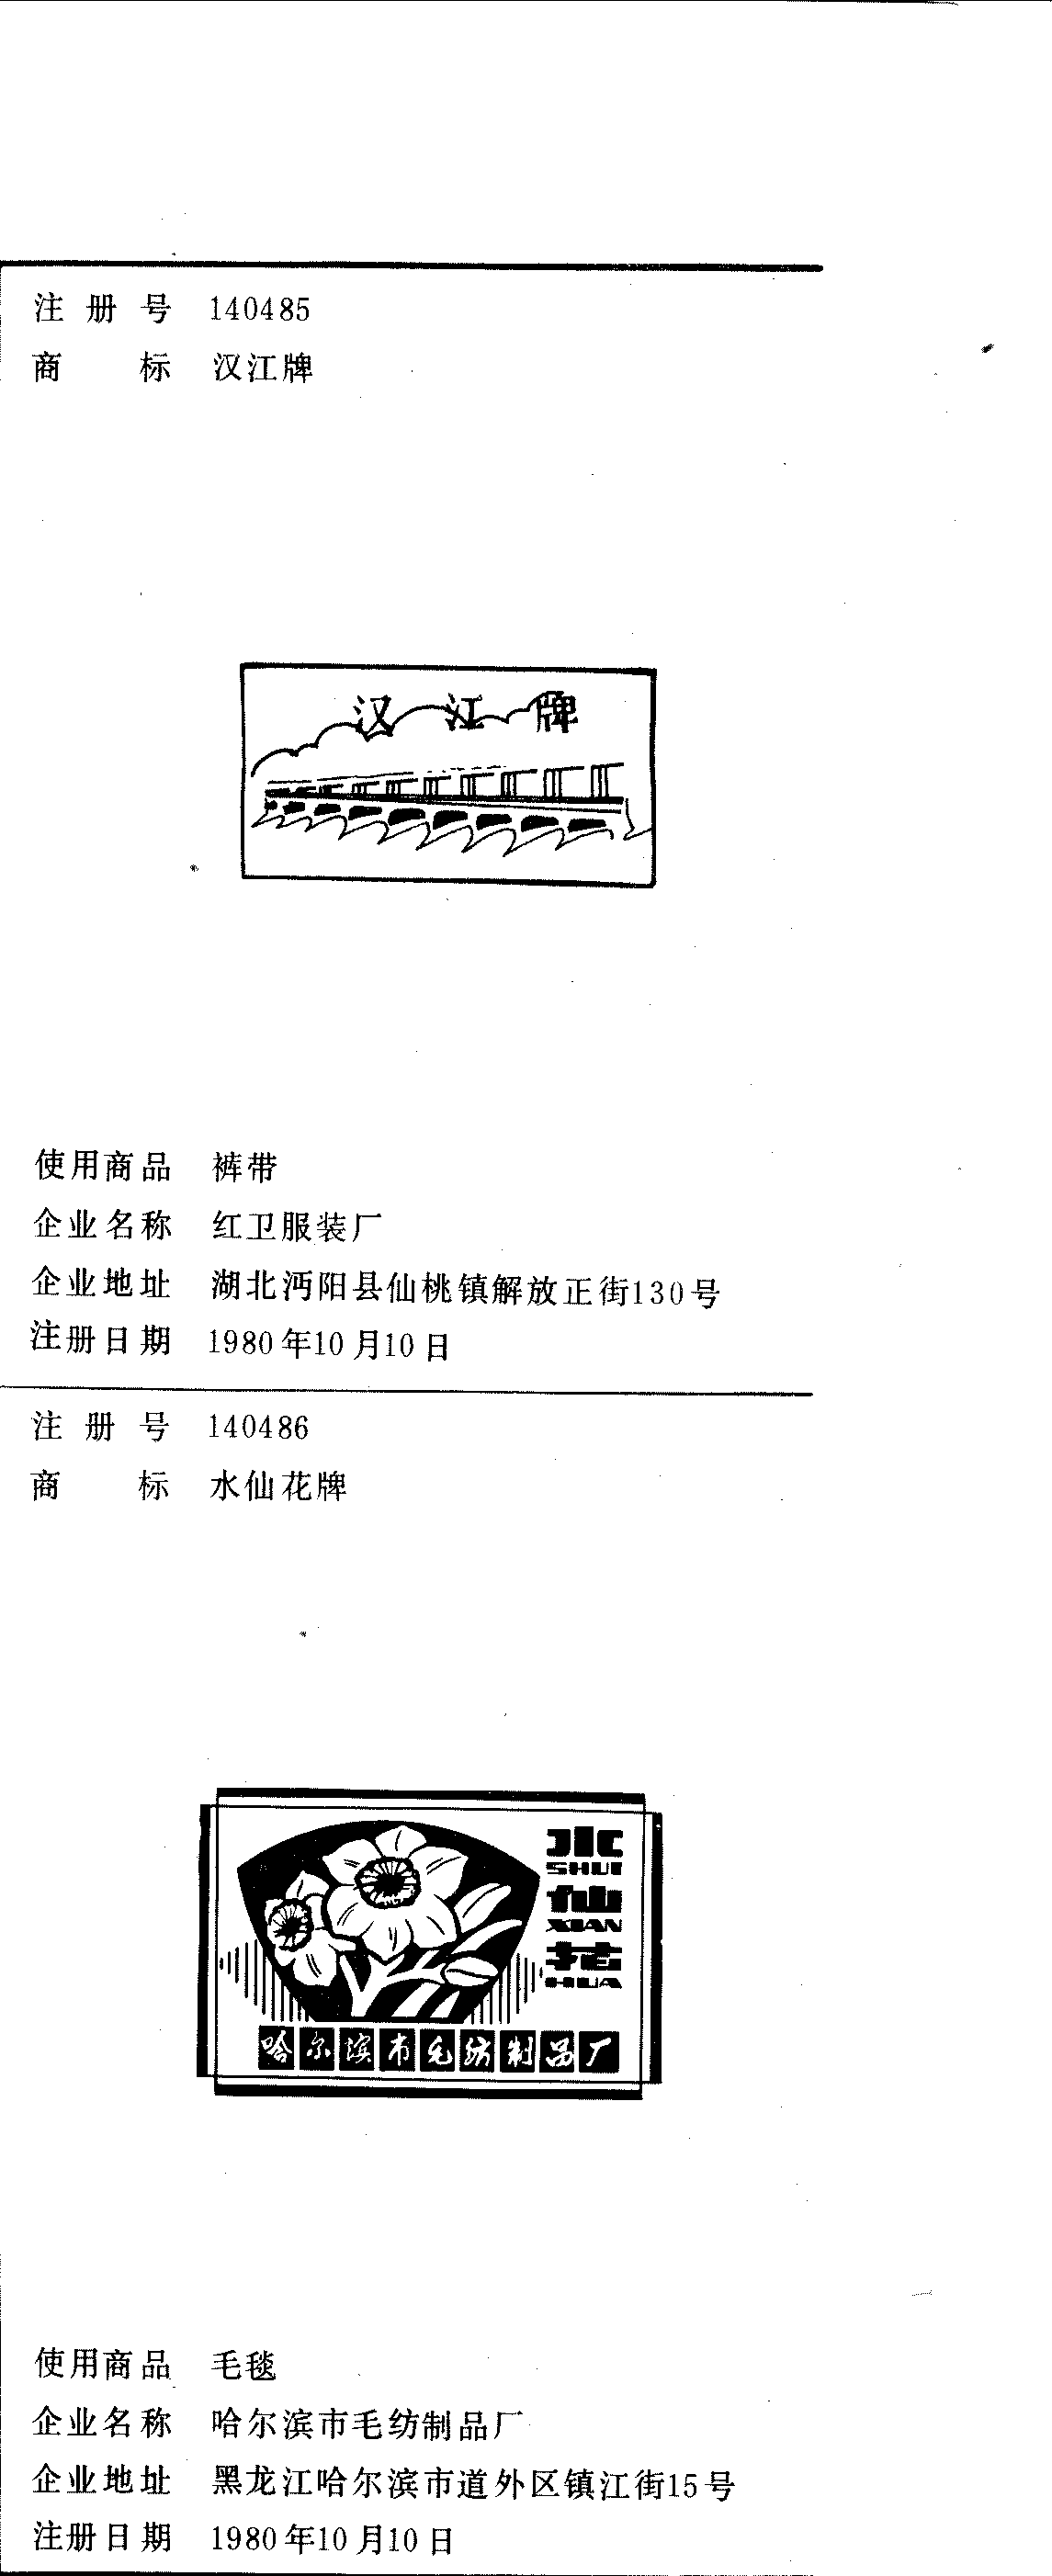 注册号 140485
商标 汉江牌
汉江牌
使用商品 裤带
企业名称 红卫服装厂
企业地址 湖北沔阳县仙桃镇解放正街130号
注册日期 1980年10月10日
注册号 140486
商标 水仙花牌
水
SHUI
仙
XIAN
花
HUA
哈尔滨市毛纺制品厂
使用商品 毛毯
企业名称 哈尔滨市毛纺制品厂
企业地址 黑龙江哈尔滨市道外区镇江街15号
注册日期 1980年10月10日